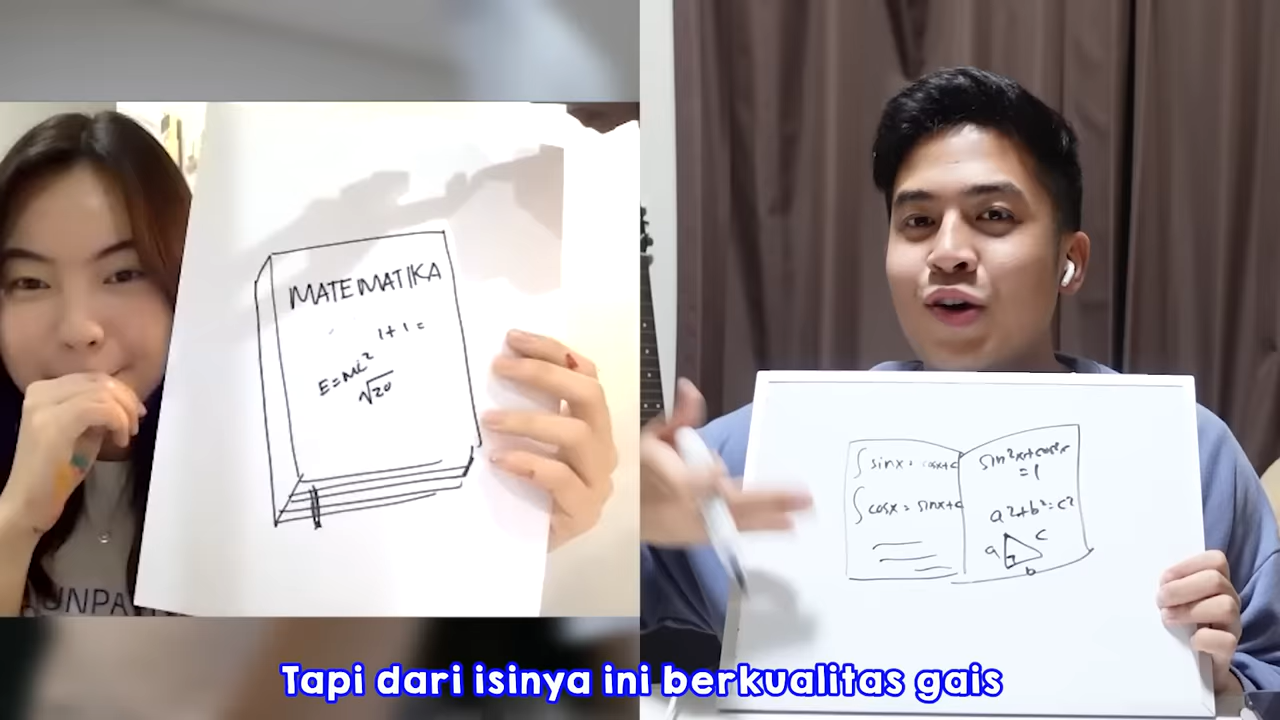 MATEMATIKA
1+1=
E=MC²
√20
UNPA
∫ sinx = cosx+c
∫ cosx = sinx+c
sin²x+cos²x
=1
a²+b²=c²
a
c
b
Tapi dari isinya ini berkualitas gais